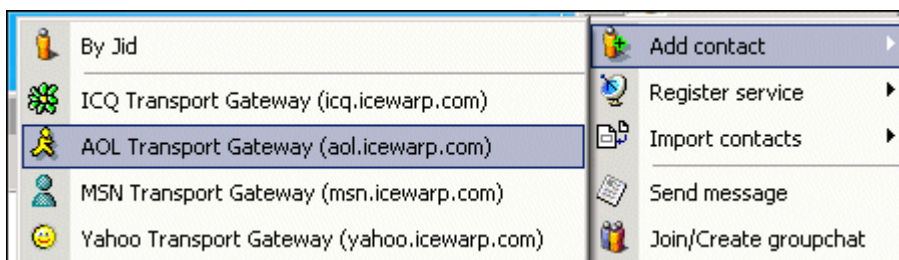 By Jid
ICQ Transport Gateway (icq.icewarp.com)
AOL Transport Gateway (aol.icewarp.com)
MSN Transport Gateway (msn.icewarp.com)
Yahoo Transport Gateway (yahoo.icewarp.com)
Add contact
Register service
Import contacts
Send message
Join/Create groupchat